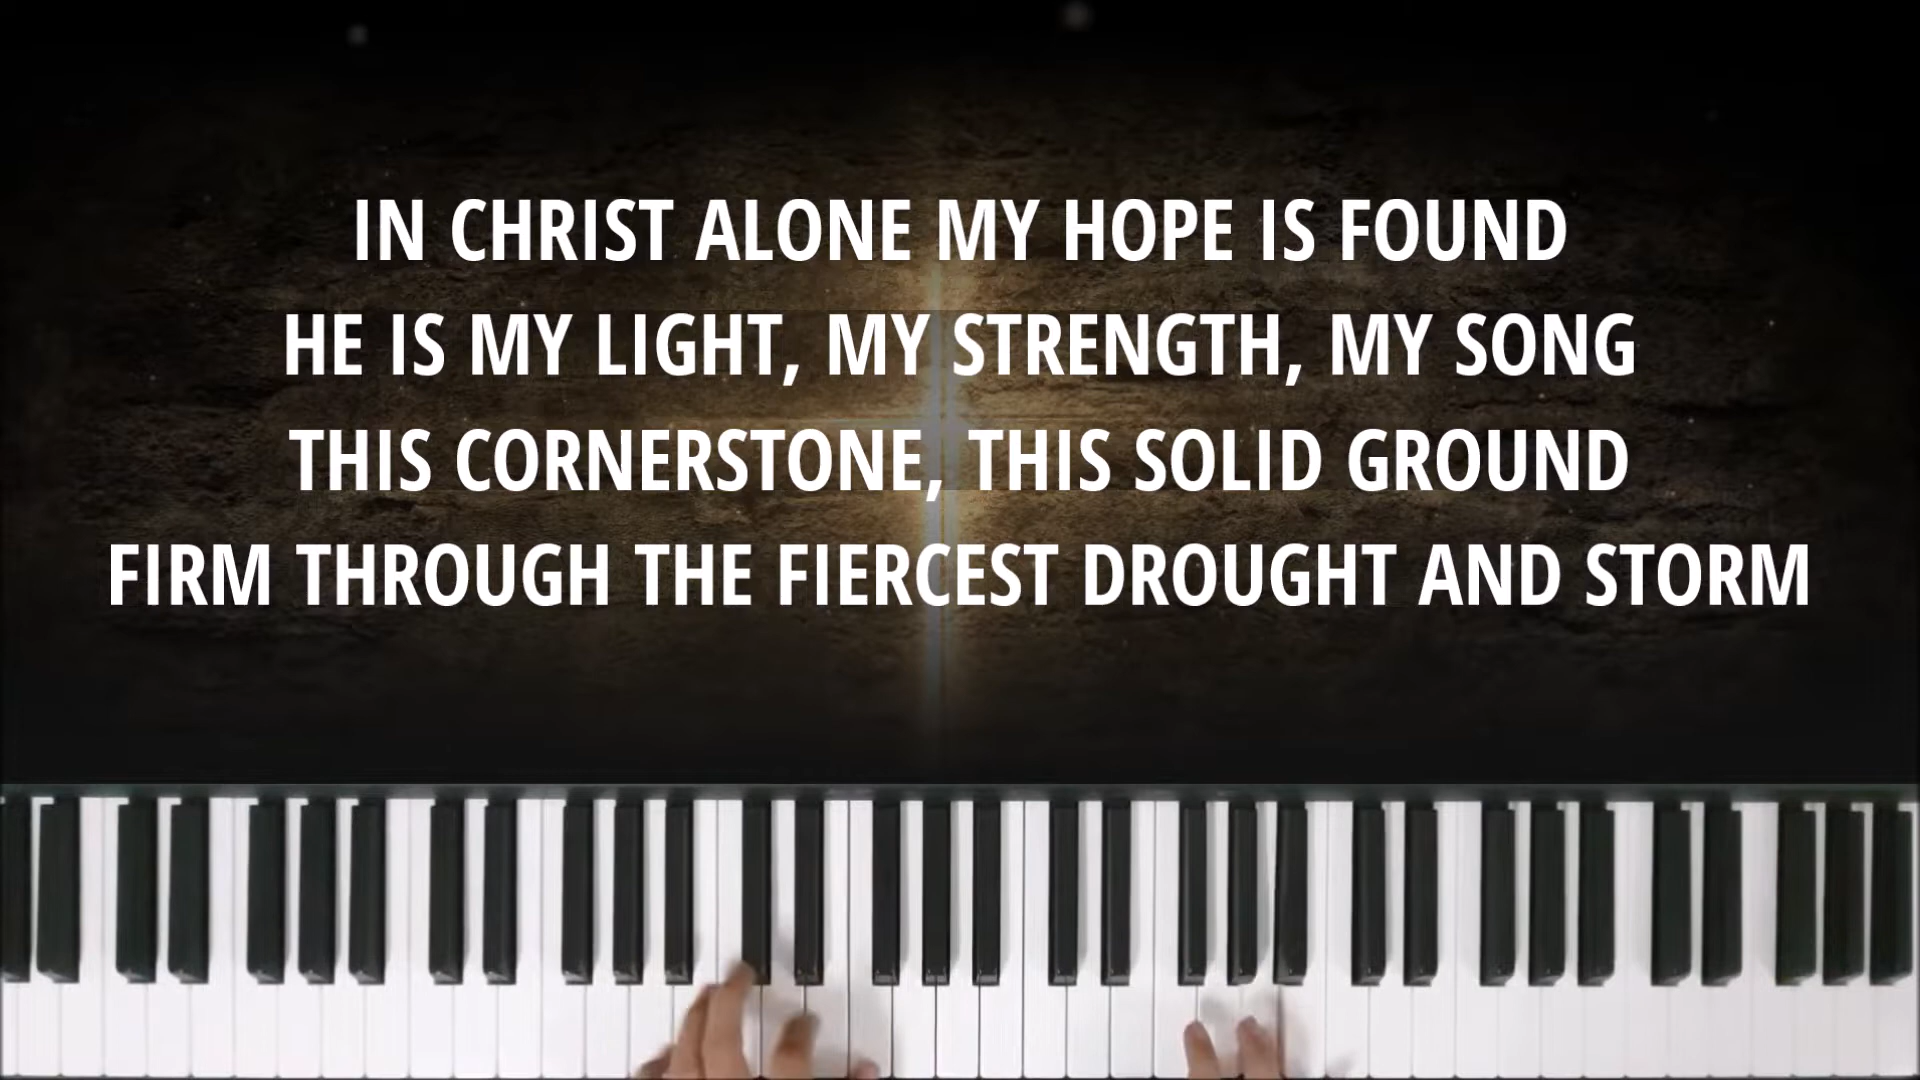 IN CHRIST ALONE MY HOPE IS FOUND
HE IS MY LIGHT, MY STRENGTH, MY SONG
THIS CORNERSTONE, THIS SOLID GROUND
FIRM THROUGH THE FIERCEST DROUGHT AND STORM